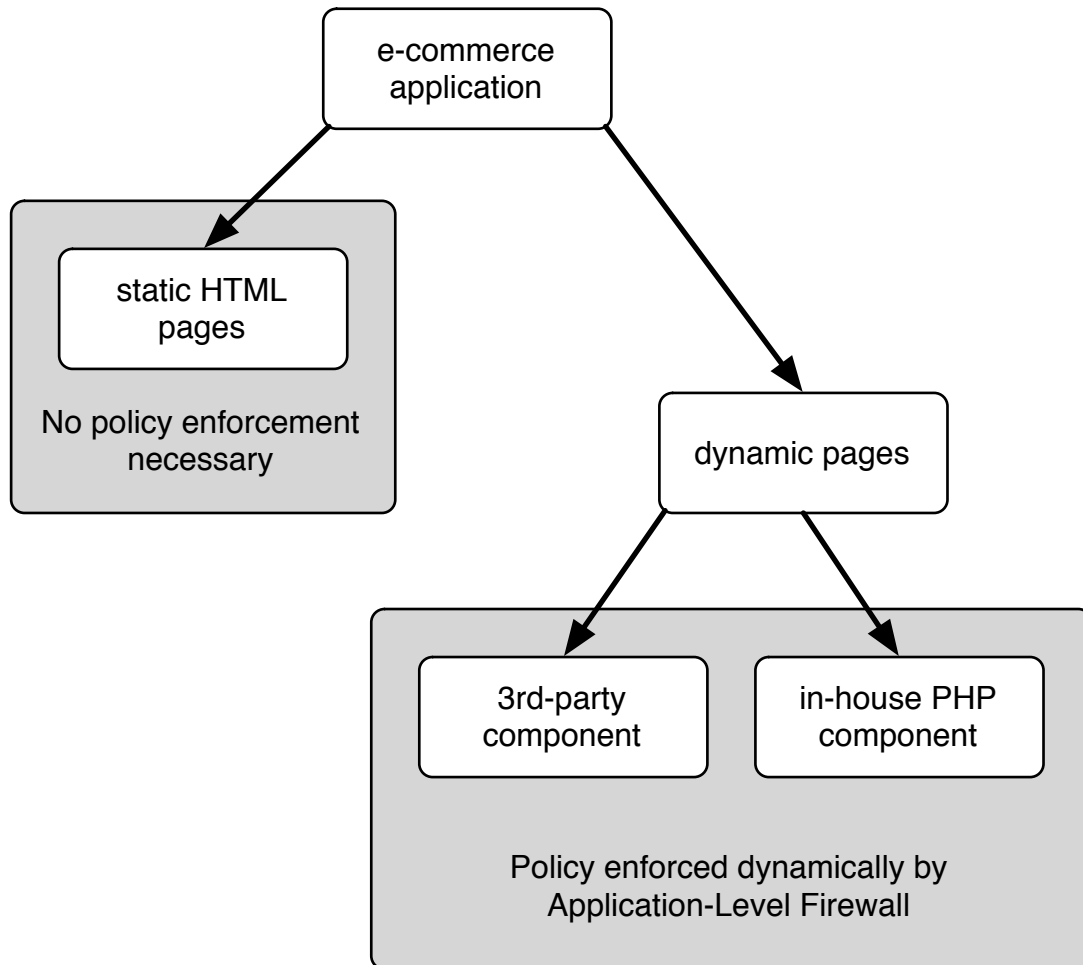 e-commerce
application
static HTML
pages
No policy enforcement
necessary
dynamic pages
3rd-party
component
in-house PHP
component
Policy enforced dynamically by
Application-Level Firewall